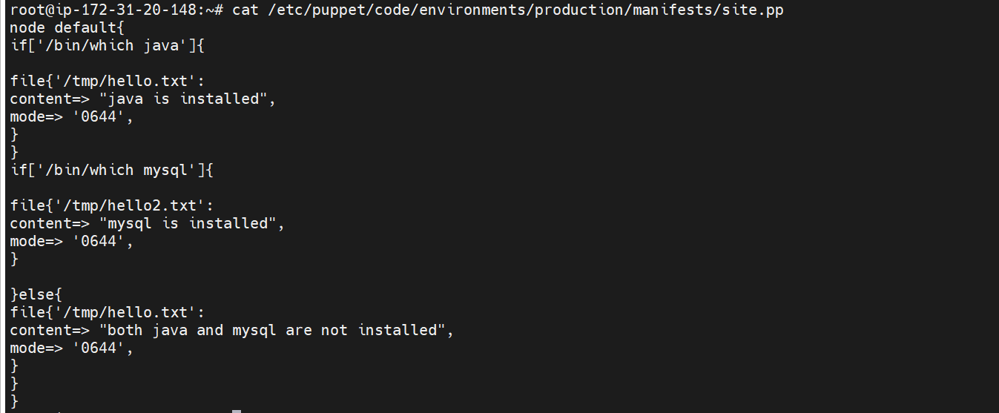 root@ip-172-31-20-148:~# cat /etc/puppet/code/environments/production/manifests/site.pp
node default{
if['/bin/which java']{
file{'/tmp/hello.txt':
content=> "java is installed",
mode=> '0644',
}
}
if['/bin/which mysql']{
file{'/tmp/hello2.txt':
content=> "mysql is installed",
mode=> '0644',
}
}else{
file{'/tmp/hello.txt':
content=> "both java and mysql are not installed",
mode=> '0644',
}
}
}